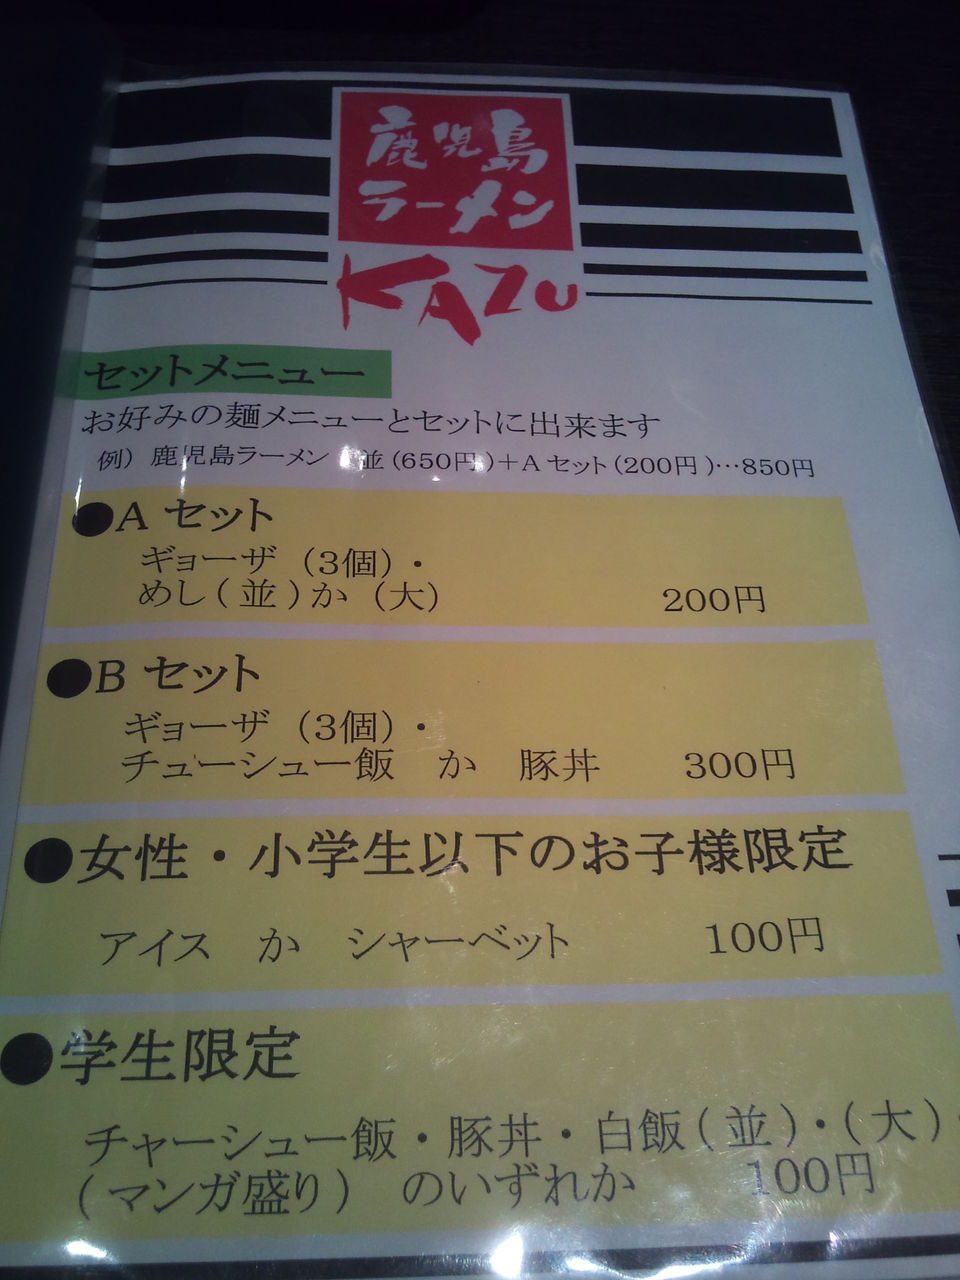 鹿児島
ラーメン
KAZU
セットメニュー
お好みの麺メニューとセットに出来ます
例) 鹿児島ラーメン 並(650円)+Aセット(200円)…850円
●A セット
ギョーザ (3個)・
めし(並)か (大) 200円
●B セット
ギョーザ (3個)・
チューシュー飯 か 豚丼 300円
●女性・小学生以下のお子様限定
アイス か シャーベット 100円
●学生限定
チャーシュー飯・豚丼・白飯(並)・(大)・
(マンガ盛り) のいずれか 100円